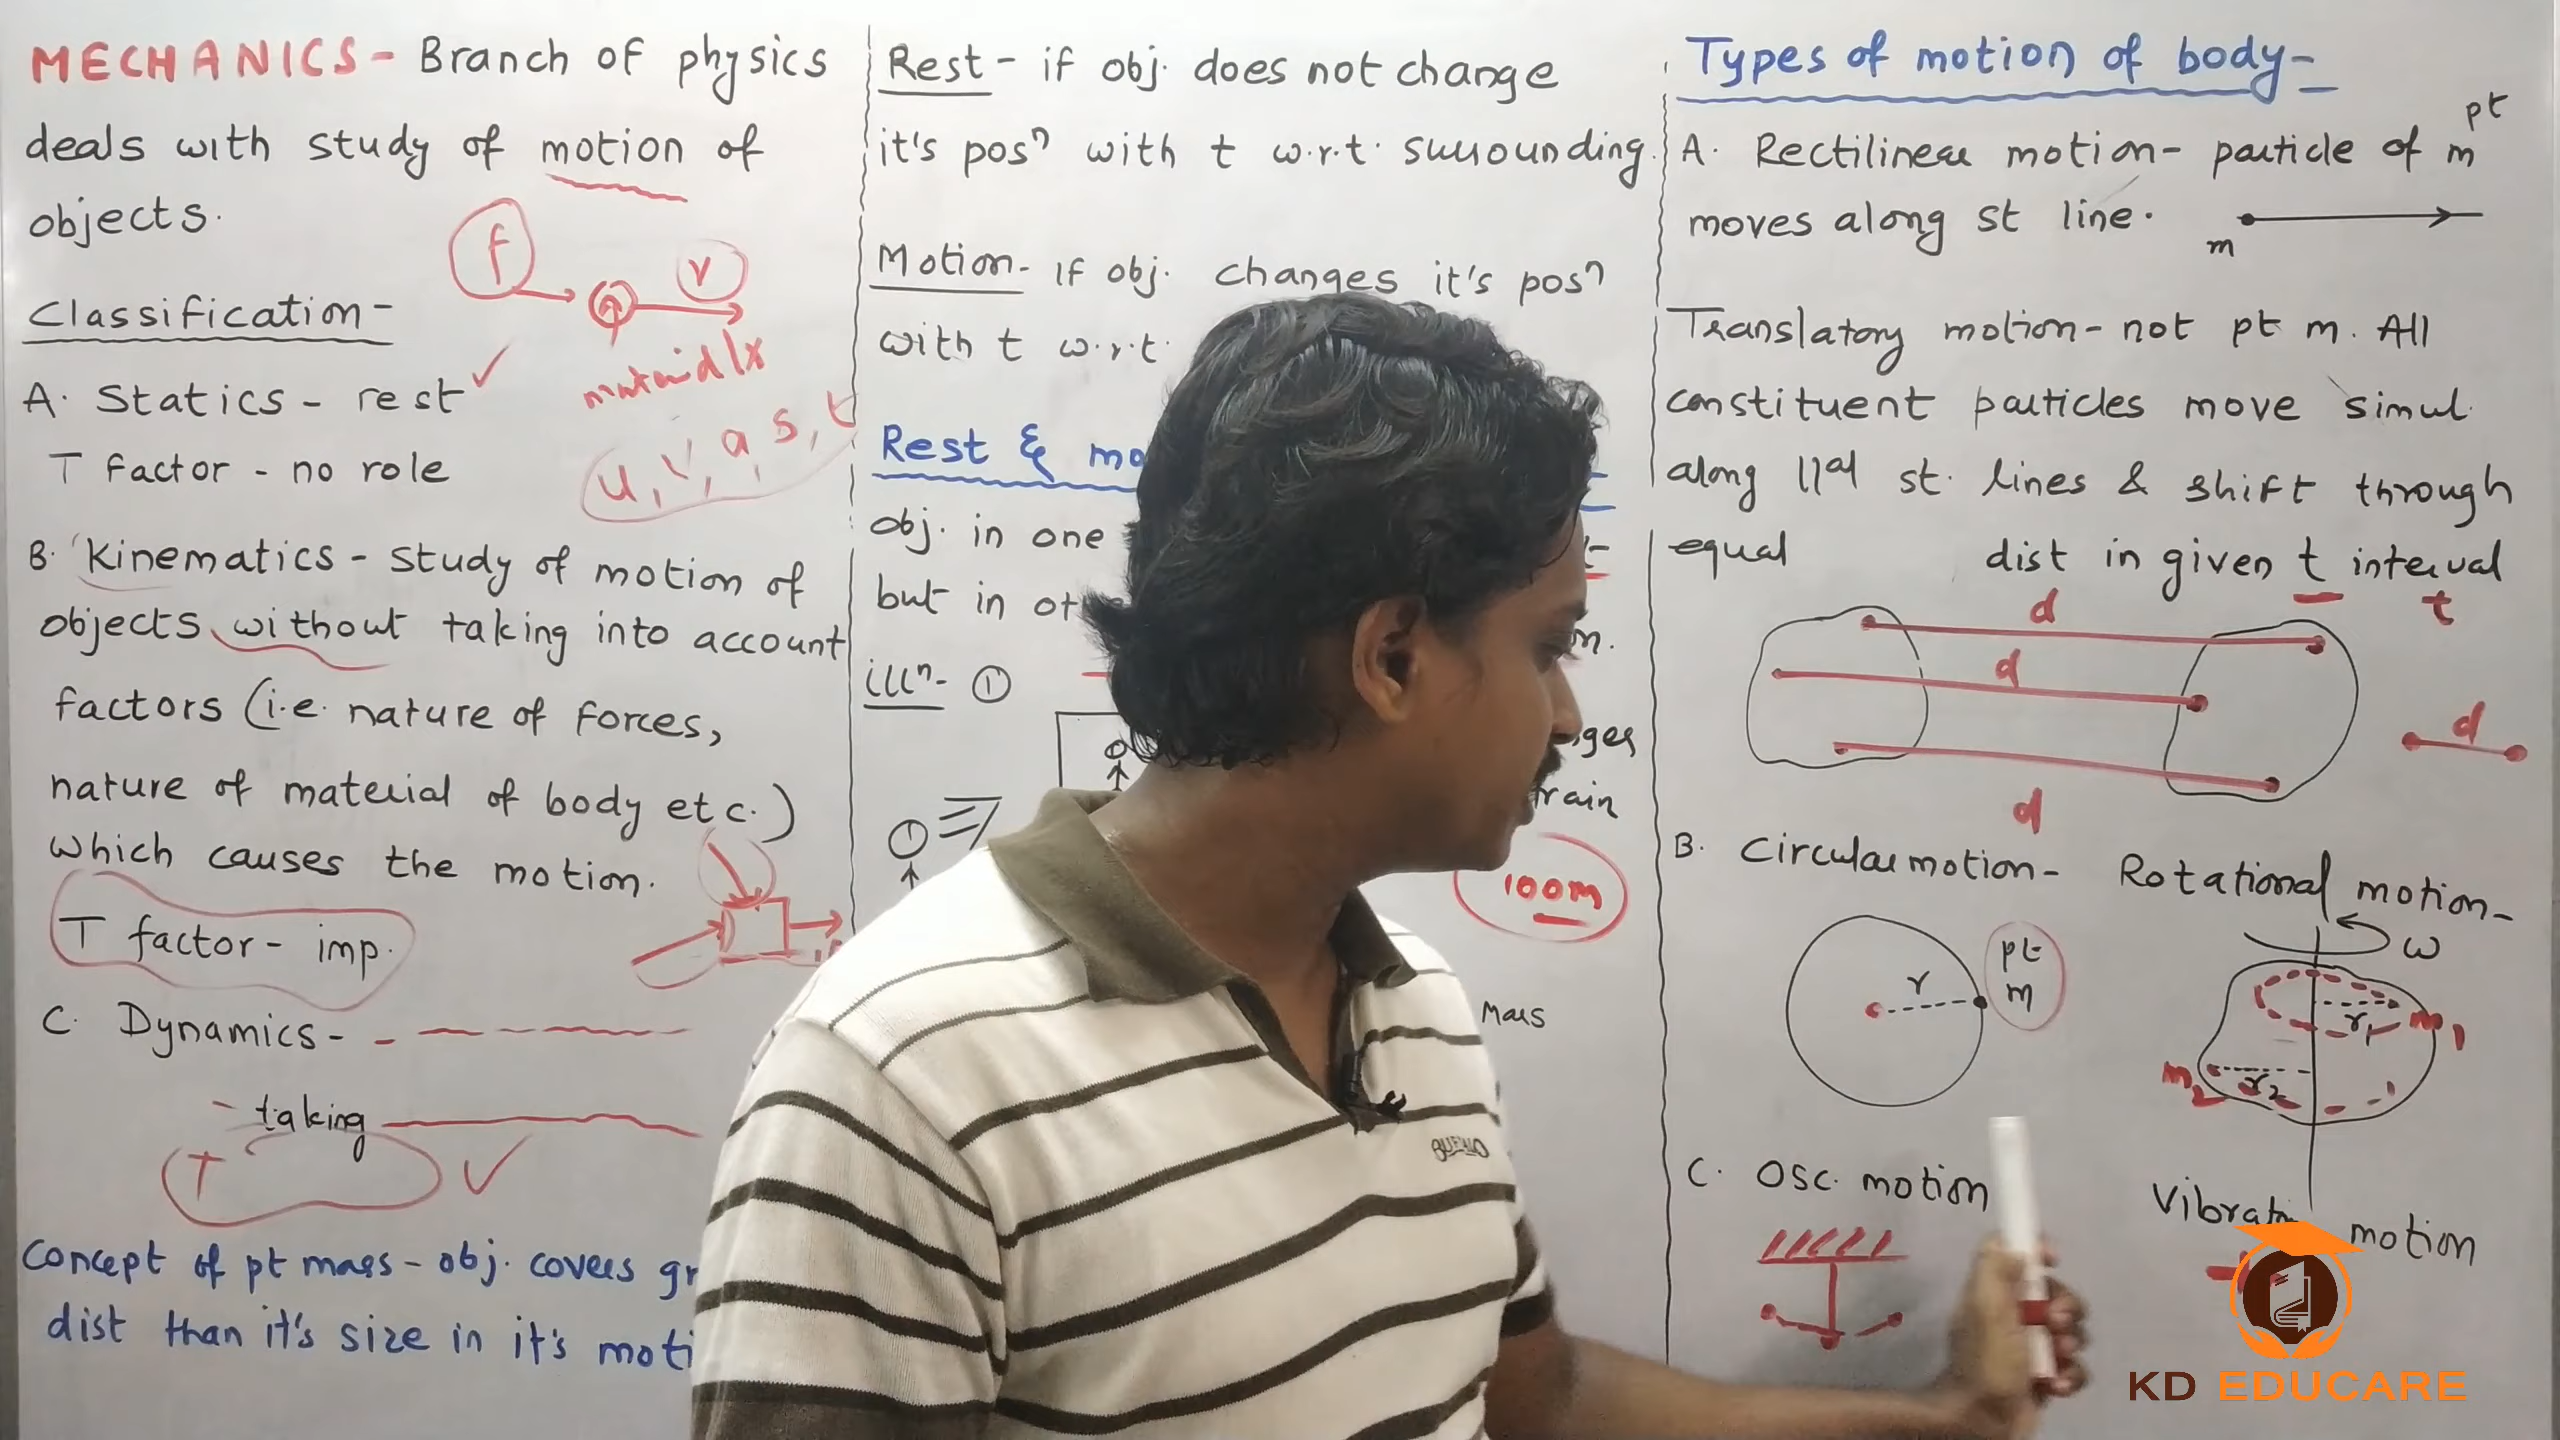 MECHANICS - Branch of physics
deals with study of motion of
objects.
f
v
material/x
Classification -
A. Statics - rest ✓
T factor - no role
u, v, a, s, t
B. Kinematics - study of motion of
objects without taking into account
factors (i.e. nature of forces,
nature of material of body etc.)
which causes the motion.
T factor - imp.
C. Dynamics -
- taking
T ✓
Concept of pt mass - obj. covers gr
dist than it's size in it's moti
Rest - if obj. does not change
it's posⁿ with t w.r.t. surrounding.
Motion - If obj. changes it's posⁿ
with t w.r.t.
Rest & mo
obj. in one
but in ot
n.
illⁿ- ①
ges
train
100m
Mass
BUFFALO
Types of motion of body -
A. Rectilinear motion - particle of pt m
moves along st line.
m
Translatory motion - not pt m. All
constituent particles move simul.
along ||al st. lines & shift through
equal dist in given t interval
d t
d
d
d
B. Circular motion - Rotational motion -
ω
r
pt
m
r₁ m₁
m₂ r₂
C. Osc. motion
motion
KD EDUCARE